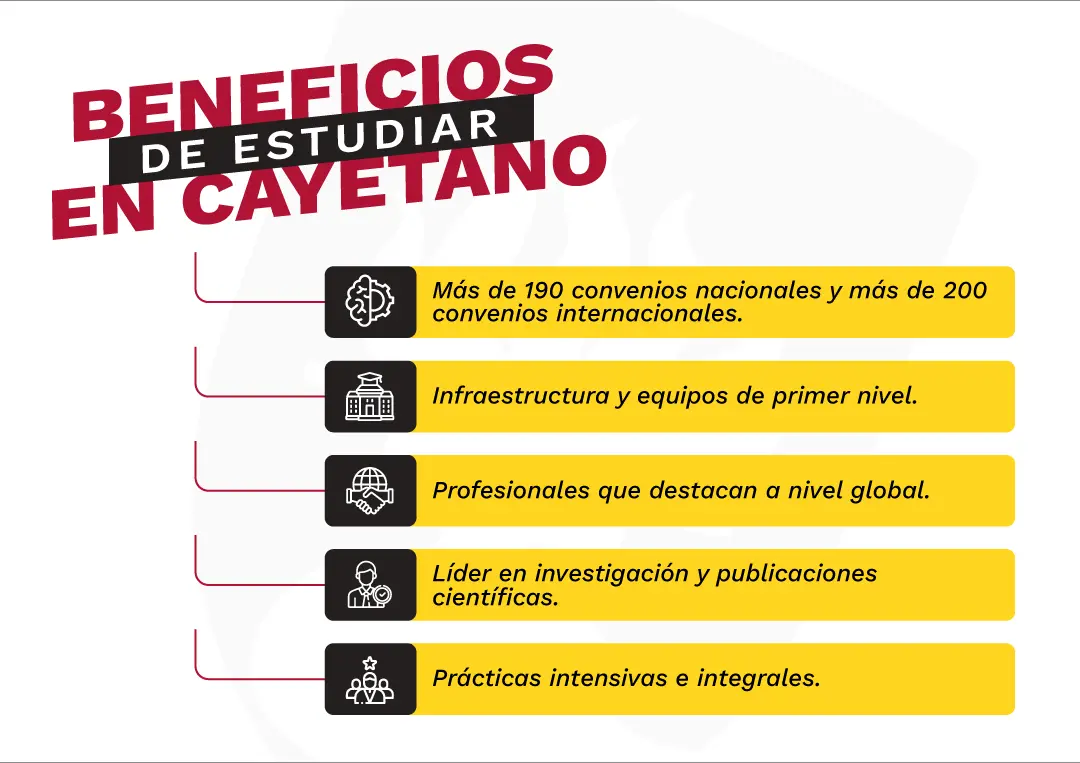 BENEFICIOS
DE ESTUDIAR
EN CAYETANO
Más de 190 convenios nacionales y más de 200
convenios internacionales.
Infraestructura y equipos de primer nivel.
Profesionales que destacan a nivel global.
Líder en investigación y publicaciones
científicas.
Prácticas intensivas e integrales.